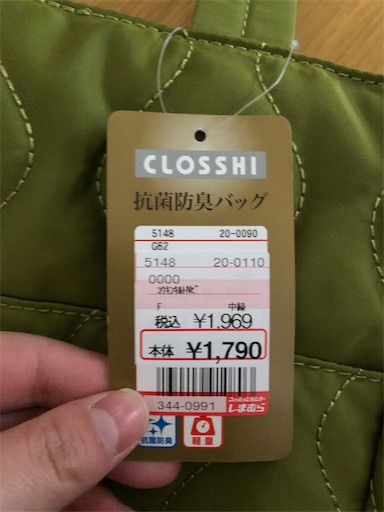 CLOSSHI
抗菌防臭バッグ
5148 20-0090
G62
5148 20-0110
0000
F 中緑
税込 ¥1,969
本体 ¥1,790
344-0991
しまむら
抗菌防臭
軽量